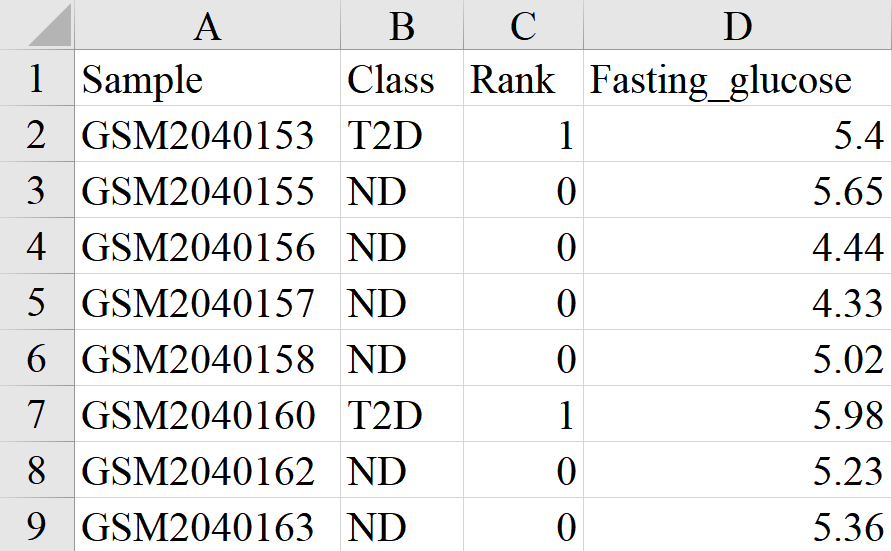 A B C D
1 Sample Class Rank Fasting_glucose
2 GSM2040153 T2D 1 5.4
3 GSM2040155 ND 0 5.65
4 GSM2040156 ND 0 4.44
5 GSM2040157 ND 0 4.33
6 GSM2040158 ND 0 5.02
7 GSM2040160 T2D 1 5.98
8 GSM2040162 ND 0 5.23
9 GSM2040163 ND 0 5.36